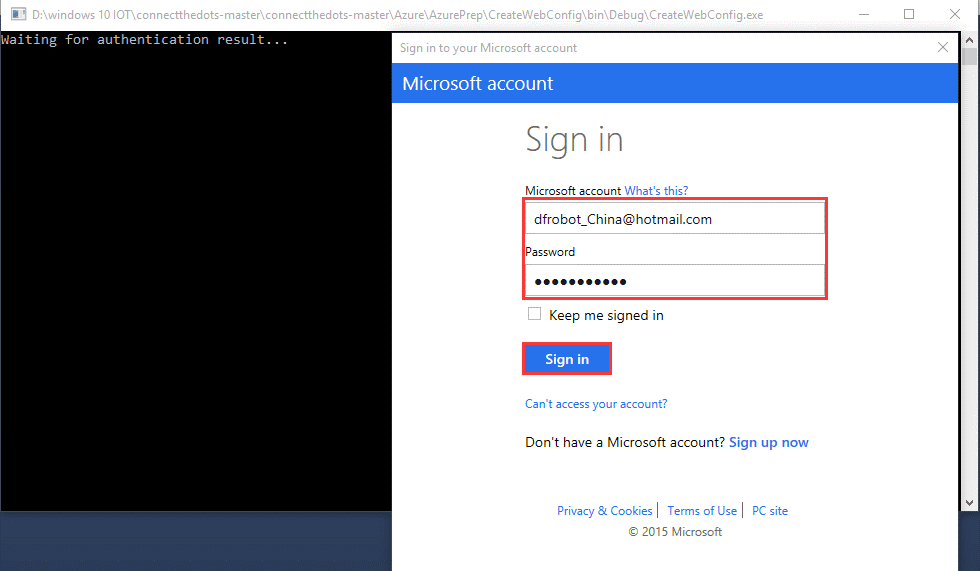 D:\windows 10 IOT\connectthedots-master\connectthedots-master\Azure\AzurePrep\CreateWebConfig\bin\Debug\CreateWebConfig.exe
Waiting for authentication result...
Sign in to your Microsoft account
Microsoft account
Sign in
Microsoft account What's this?
dfrobot_China@hotmail.com
Password
●●●●●●●●●●●
Keep me signed in
Sign in
Can't access your account?
Don't have a Microsoft account? Sign up now
Privacy & Cookies | Terms of Use | PC site
© 2015 Microsoft